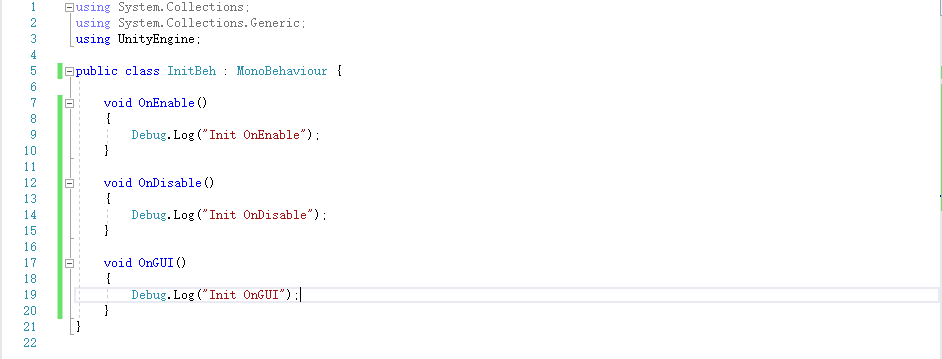 1 using System.Collections;
2 using System.Collections.Generic;
3 using UnityEngine;
4
5 public class InitBeh : MonoBehaviour {
6
7 void OnEnable()
8 {
9 Debug.Log("Init OnEnable");
10 }
11
12 void OnDisable()
13 {
14 Debug.Log("Init OnDisable");
15 }
16
17 void OnGUI()
18 {
19 Debug.Log("Init OnGUI");
20 }
21 }
22